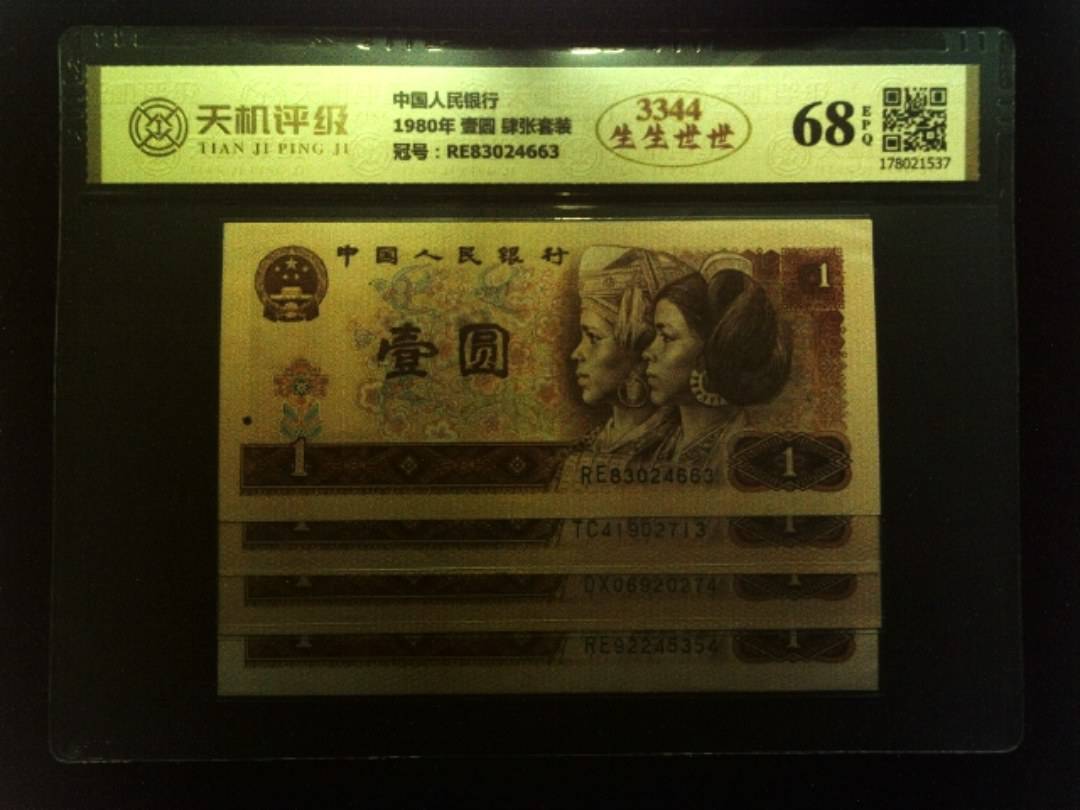 天机评级
TIAN JI PING JI
中国人民银行
1980年 壹圆 肆张套装
冠号：RE83024663
3344
生生世世
68
EPQ
178021537
中国人民银行
1
壹圆
1
RE83024663
1
TC41902713
DX06920274
RE92245354